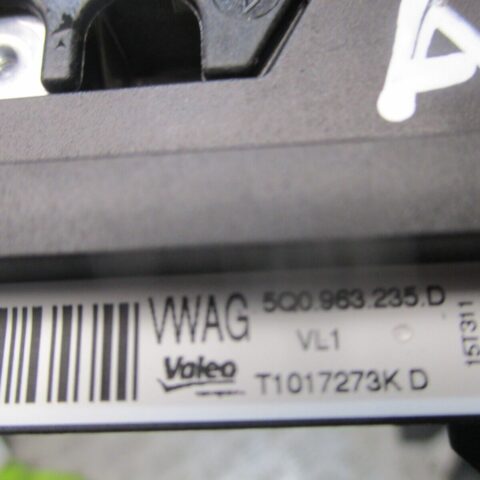 VWAG 5Q0.963.235.D
VL1
Valeo T1017273K D
15T311